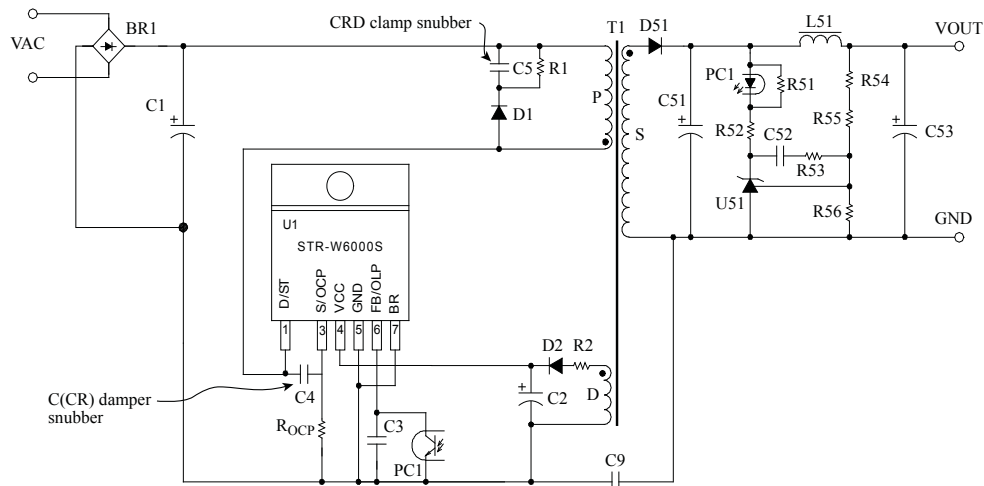 CRD clamp snubber
T1
D51
L51
VOUT
BR1
VAC
C5
R1
PC1
R51
R54
C1
P
C51
D1
S
R52
C52
R55
C53
R53
U51
R56
GND
U1
STR-W6000S
D/ST
S/OCP
VCC
GND
FB/OLP
BR
1
3
4
5
6
7
D2
R2
C4
C2
D
C(CR) damper
snubber
ROCP
C3
PC1
C9